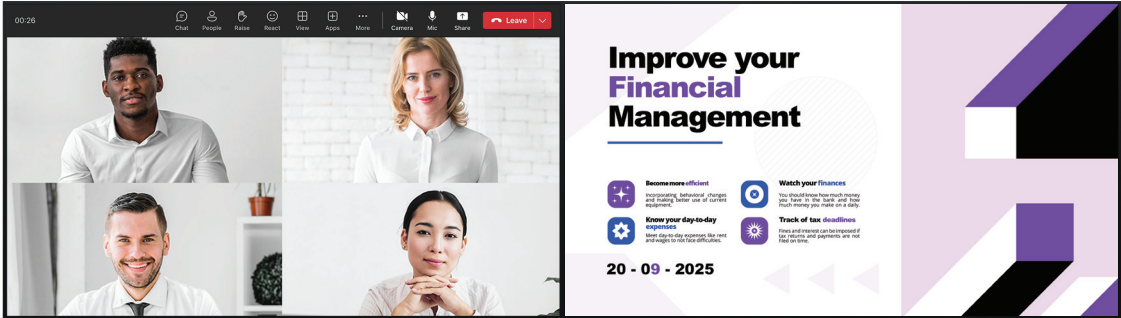 00:26
Chat People Raise React View Apps More Camera Mic Share Leave
Improve your
Financial
Management
Become more efficient
Incorporating behavioral changes
and making better use of current
equipment.
Watch your finances
You should know how much money
you have in the bank and how
much money you make on a daily.
Know your day-to-day
expenses
Meet day-to-day expenses like rent
and wages to not face difficulties.
Track of tax deadlines
Fines and interest can be imposed if
tax returns and payments are not
filed on time.
20 - 09 - 2025